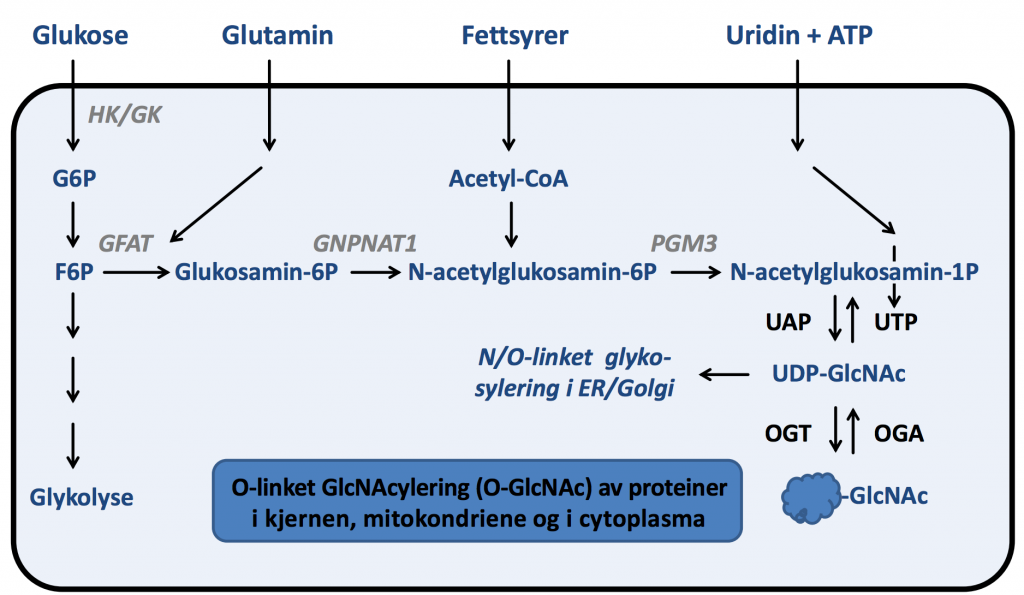 Glukose
Glutamin
Fettsyrer
Uridin + ATP
HK/GK
G6P
Acetyl-CoA
GFAT
GNPNAT1
PGM3
F6P
Glukosamin-6P
N-acetylglukosamin-6P
N-acetylglukosamin-1P
UAP
UTP
N/O-linket glyko-
sylering i ER/Golgi
UDP-GlcNAc
OGT
OGA
Glykolyse
O-linket GlcNAcylering (O-GlcNAc) av proteiner
i kjernen, mitokondriene og i cytoplasma
-GlcNAc